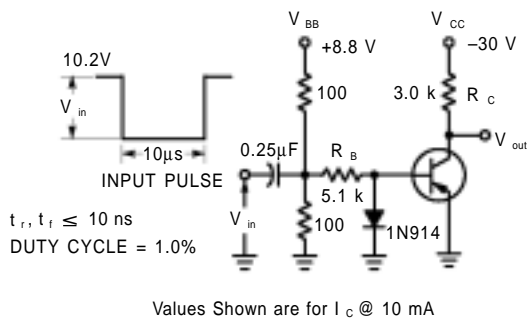 V BB
V CC
+8.8 V
–30 V
10.2V
100
3.0 k
R C
V in
V out
0.25µF
R B
10µs
INPUT PULSE
5.1 k
V in
100
1N914
t r, t f ≤ 10 ns
DUTY CYCLE = 1.0%
Values Shown are for I C @ 10 mA